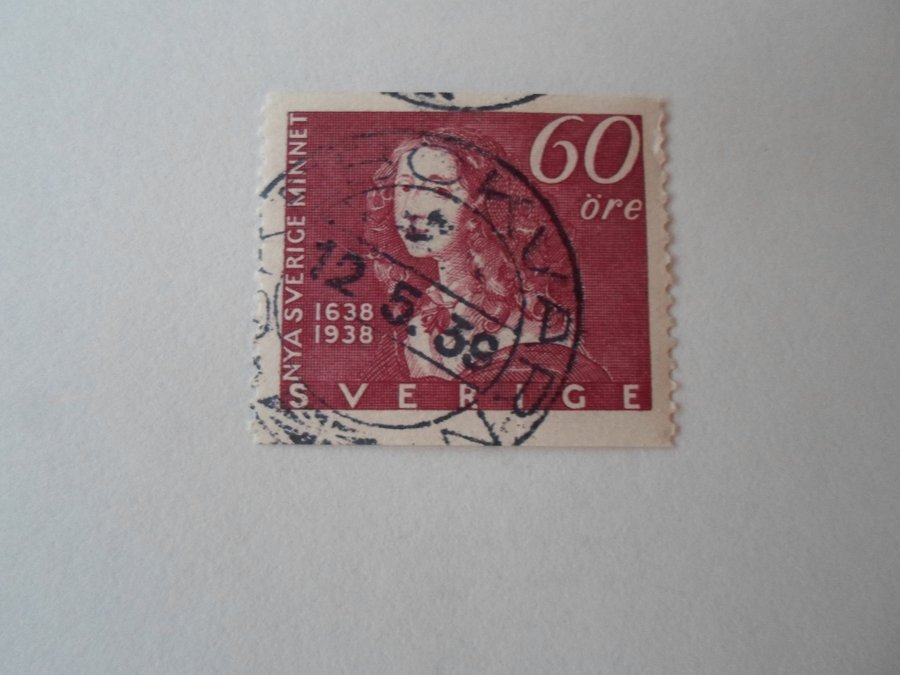 60
öre
NYA SVERIGE MINNET
1638
1938
SVERIGE
12 5. 39